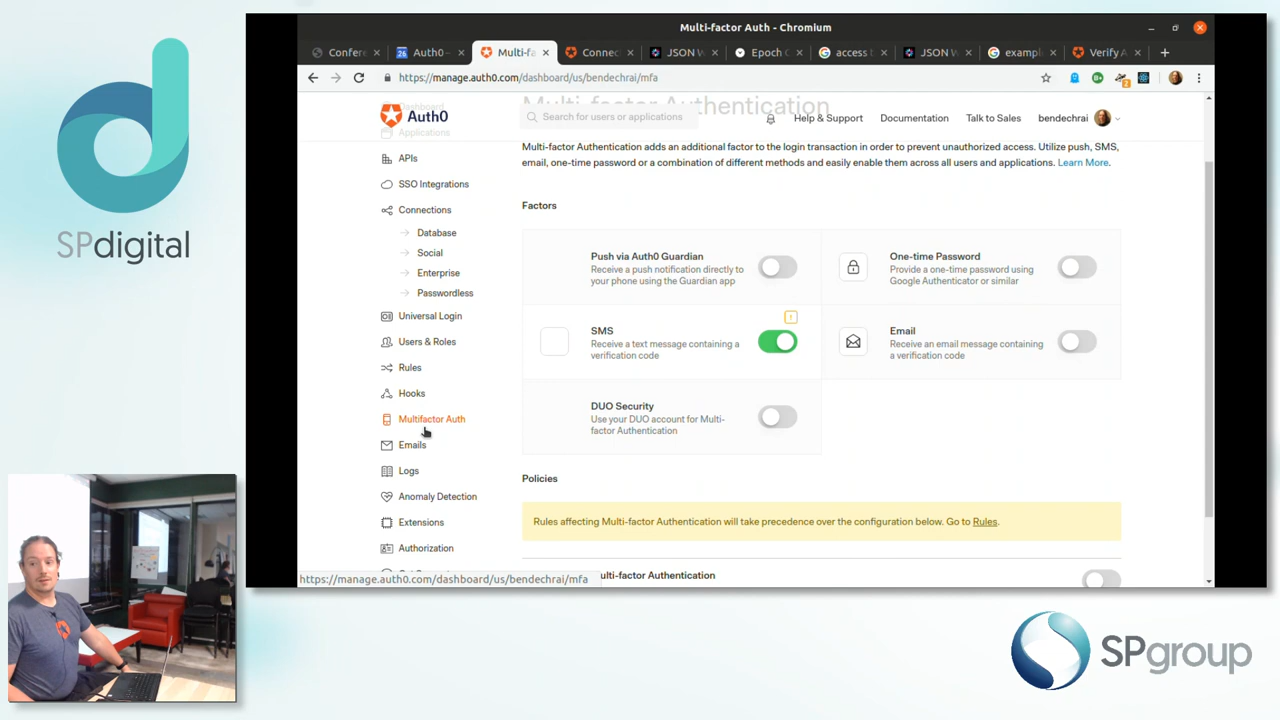 SPdigital
Multi-factor Auth - Chromium
Confer
Auth0
Multi-fa
Connec
JSON W
Epoch C
access t
JSON W
exampl
Verify A
https://manage.auth0.com/dashboard/us/bendechrai/mfa
Multi-factor Authentication
Dashboard
Auth0
Search for users or applications
Help & Support
Documentation
Talk to Sales
bendechrai
Applications
APIs
SSO Integrations
Connections
Database
Social
Enterprise
Passwordless
Universal Login
Users & Roles
Rules
Hooks
Multifactor Auth
Emails
Logs
Anomaly Detection
Extensions
Authorization
Multi-factor Authentication adds an additional factor to the login transaction in order to prevent unauthorized access. Utilize push, SMS,
email, one-time password or a combination of different methods and easily enable them across all users and applications. Learn More.
Factors
Push via Auth0 Guardian
Receive a push notification directly to
your phone using the Guardian app
One-time Password
Provide a one-time password using
Google Authenticator or similar
SMS
Receive a text message containing a
verification code
Email
Receive an email message containing
a verification code
DUO Security
Use your DUO account for Multi-
factor Authentication
Policies
Rules affecting Multi-factor Authentication will take precedence over the configuration below. Go to Rules.
ulti-factor Authentication
https://manage.auth0.com/dashboard/us/bendechrai/mfa
SPgroup